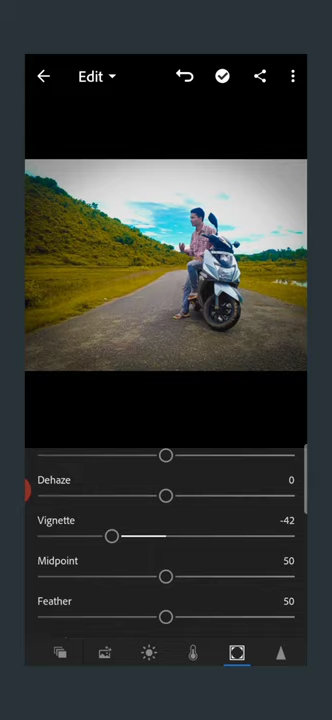 Edit
Dehaze 0
Vignette -42
Midpoint 50
Feather 50